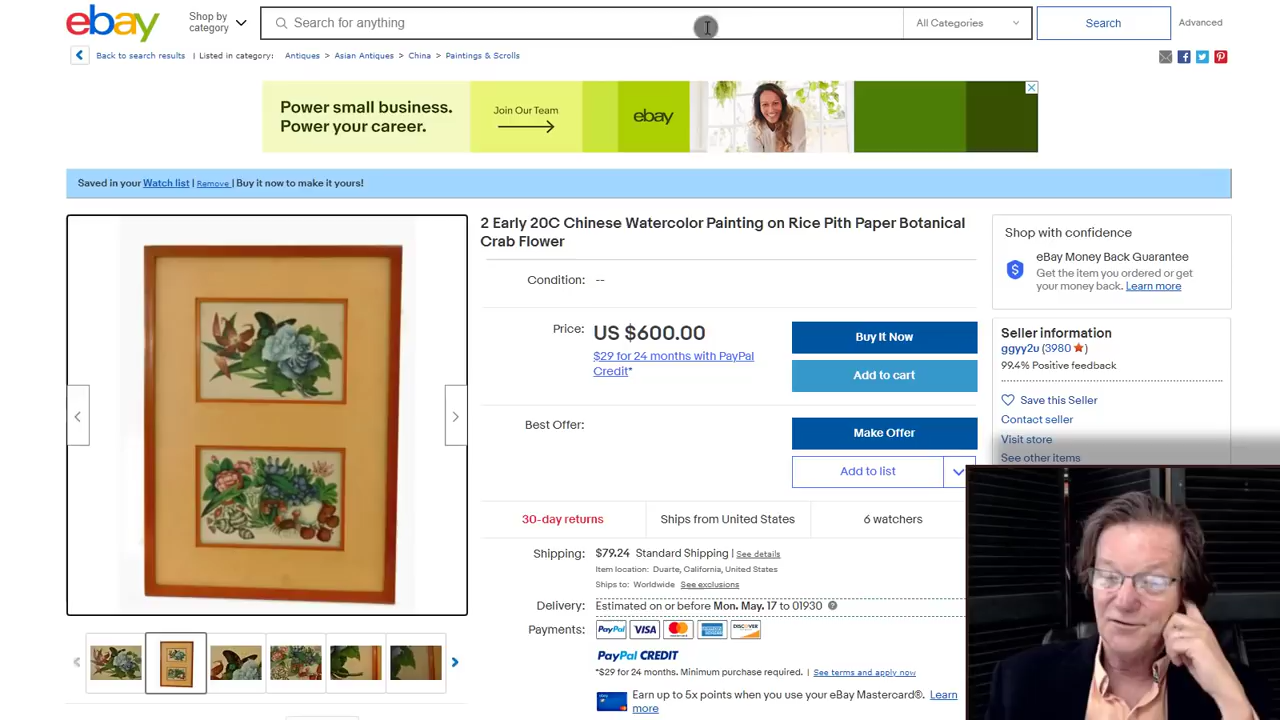 ebay
Shop by category
Search for anything
All Categories
Search
Advanced
Back to search results | Listed in category: Antiques > Asian Antiques > China > Paintings & Scrolls
Power small business.
Power your career.
Join Our Team
ebay
Saved in your Watch list | Remove | Buy it now to make it yours!
2 Early 20C Chinese Watercolor Painting on Rice Pith Paper Botanical
Crab Flower
Condition: --
Price: US $600.00
$29 for 24 months with PayPal
Credit*
Buy It Now
Add to cart
Best Offer:
Make Offer
Add to list
30-day returns
Ships from United States
6 watchers
Shipping: $79.24 Standard Shipping | See details
Item location: Duarte, California, United States
Ships to: Worldwide See exclusions
Delivery: Estimated on or before Mon. May. 17 to 01930
Payments: PayPal VISA MasterCard AMERICAN EXPRESS DISCOVER
PayPal CREDIT
*$29 for 24 months. Minimum purchase required. | See terms and apply now
Earn up to 5x points when you use your eBay Mastercard®. Learn
more
Shop with confidence
eBay Money Back Guarantee
Get the item you ordered or get
your money back. Learn more
Seller information
ggyy2u (3980)
99.4% Positive feedback
Save this Seller
Contact seller
Visit store
See other items